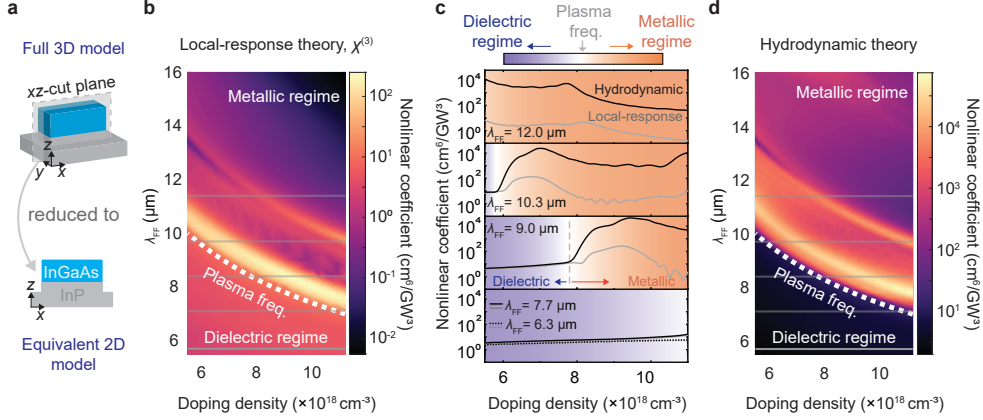 a
Full 3D model
xz-cut plane
z
y
x
reduced to
InGaAs
InP
z
x
Equivalent 2D
model
b
Local-response theory, χ(3)
16
14
12
10
8
6
λFF (μm)
Metallic regime
Plasma freq.
Dielectric regime
6
8
10
Doping density (×10¹⁸ cm⁻³)
10²
10¹
10⁰
10⁻¹
10⁻²
Nonlinear coefficient (cm⁶/GW³)
c
Dielectric
regime
Plasma
freq.
Metallic
regime
Nonlinear coefficient (cm⁶/GW³)
10⁴
10²
10⁰
Hydrodynamic
Local-response
λFF = 12.0 μm
10⁴
10²
10⁰
λFF = 10.3 μm
10⁴
10²
10⁰
λFF = 9.0 μm
Dielectric
Metallic
10⁴
10²
10⁰
λFF = 7.7 μm
λFF = 6.3 μm
6
8
10
Doping density (×10¹⁸ cm⁻³)
d
Hydrodynamic theory
16
14
12
10
8
6
λFF (μm)
Metallic regime
Plasma freq.
Dielectric regime
6
8
10
Doping density (×10¹⁸ cm⁻³)
10⁴
10³
10²
10¹
Nonlinear coefficient (cm⁶/GW³)